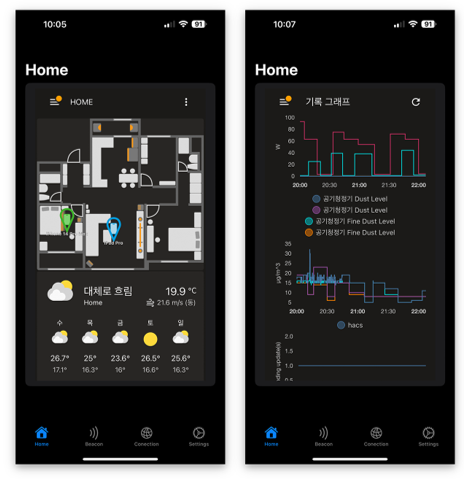 10:05
91
Home
HOME
iPad Pro
대체로 흐림
Home
19.9 °C
21.6 m/s (동)
수 목 금 토 일
26.7° 25° 23.6° 26.5° 25.6°
17.1° 16.3° 16° 16.6° 16.3°
Home Beacon Conection Settings
10:07
91
Home
기록 그래프
100
80
60
40
20
0
W
20:00 20:30 21:00 21:30 22:00
공기청정기 Dust Level
공기청정기 Dust Level
공기청정기 Fine Dust Level
공기청정기 Fine Dust Level
35
30
25
20
15
10
5
µg/m^3
20:00 20:30 21:00 21:30 22:00
hacs
2.0
1.5
1.0
0.5
nding update(s)
Home Beacon Conection Settings